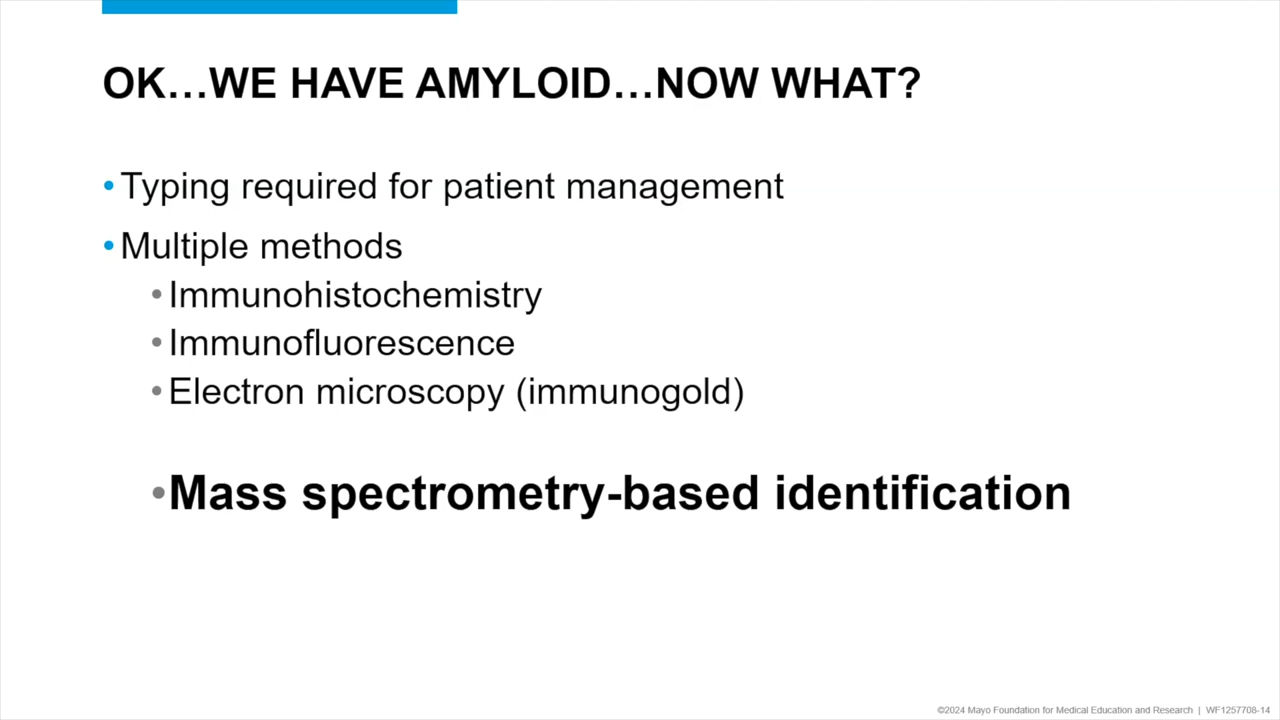 OK…WE HAVE AMYLOID…NOW WHAT?
• Typing required for patient management
• Multiple methods
• Immunohistochemistry
• Immunofluorescence
• Electron microscopy (immunogold)
• Mass spectrometry-based identification
©2024 Mayo Foundation for Medical Education and Research | WF1257708-14